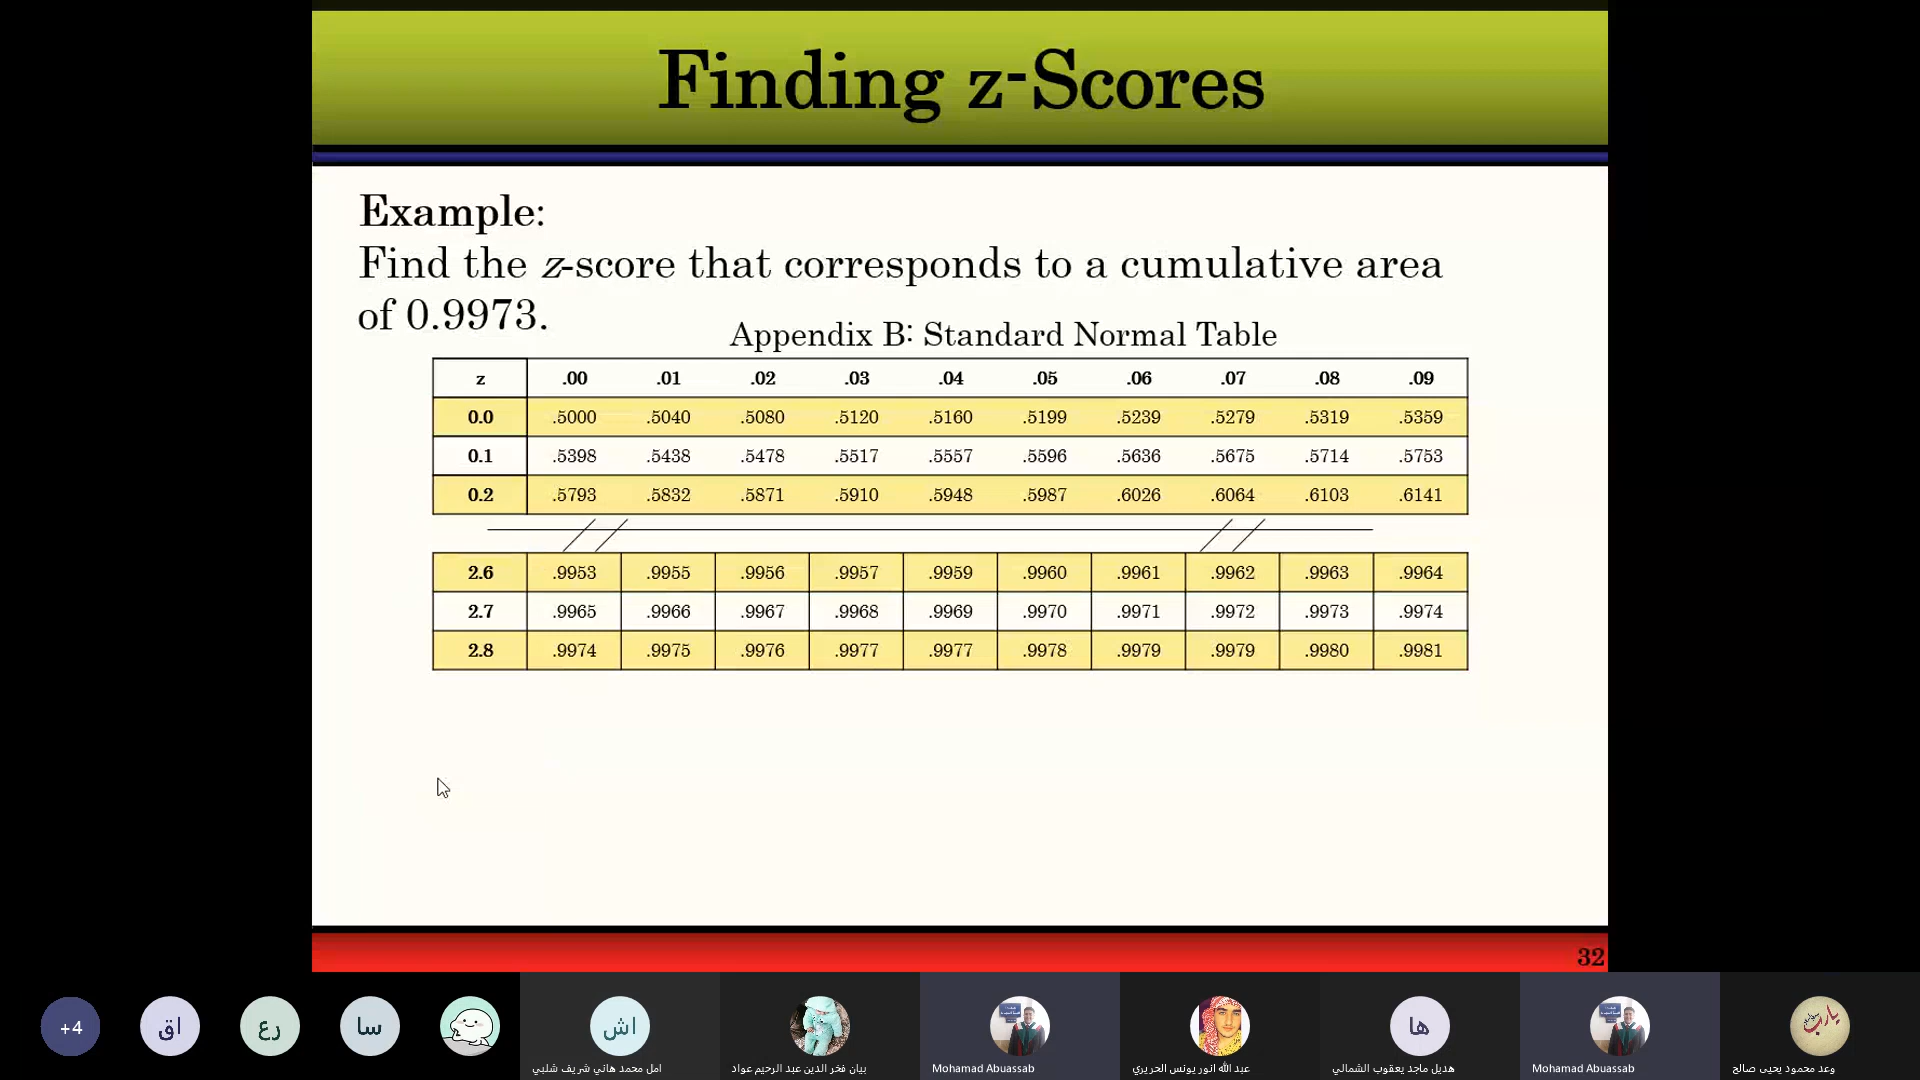 Finding z-Scores
Example:
Find the z-score that corresponds to a cumulative area
of 0.9973.
Appendix B: Standard Normal Table
z .00 .01 .02 .03 .04 .05 .06 .07 .08 .09
0.0 .5000 .5040 .5080 .5120 .5160 .5199 .5239 .5279 .5319 .5359
0.1 .5398 .5438 .5478 .5517 .5557 .5596 .5636 .5675 .5714 .5753
0.2 .5793 .5832 .5871 .5910 .5948 .5987 .6026 .6064 .6103 .6141
2.6 .9953 .9955 .9956 .9957 .9959 .9960 .9961 .9962 .9963 .9964
2.7 .9965 .9966 .9967 .9968 .9969 .9970 .9971 .9972 .9973 .9974
2.8 .9974 .9975 .9976 .9977 .9977 .9978 .9979 .9979 .9980 .9981
32
+4
اق
رع
سا
اش
ها
يارب
امل محمد هاني شريف شلبي
بيان فخر الدين عبد الرحيم عواد
Mohamad Abuassab
عبد الله انور يونس الحريري
هديل ماجد يعقوب الشمالي
Mohamad Abuassab
وعد محمود يحيى صالح